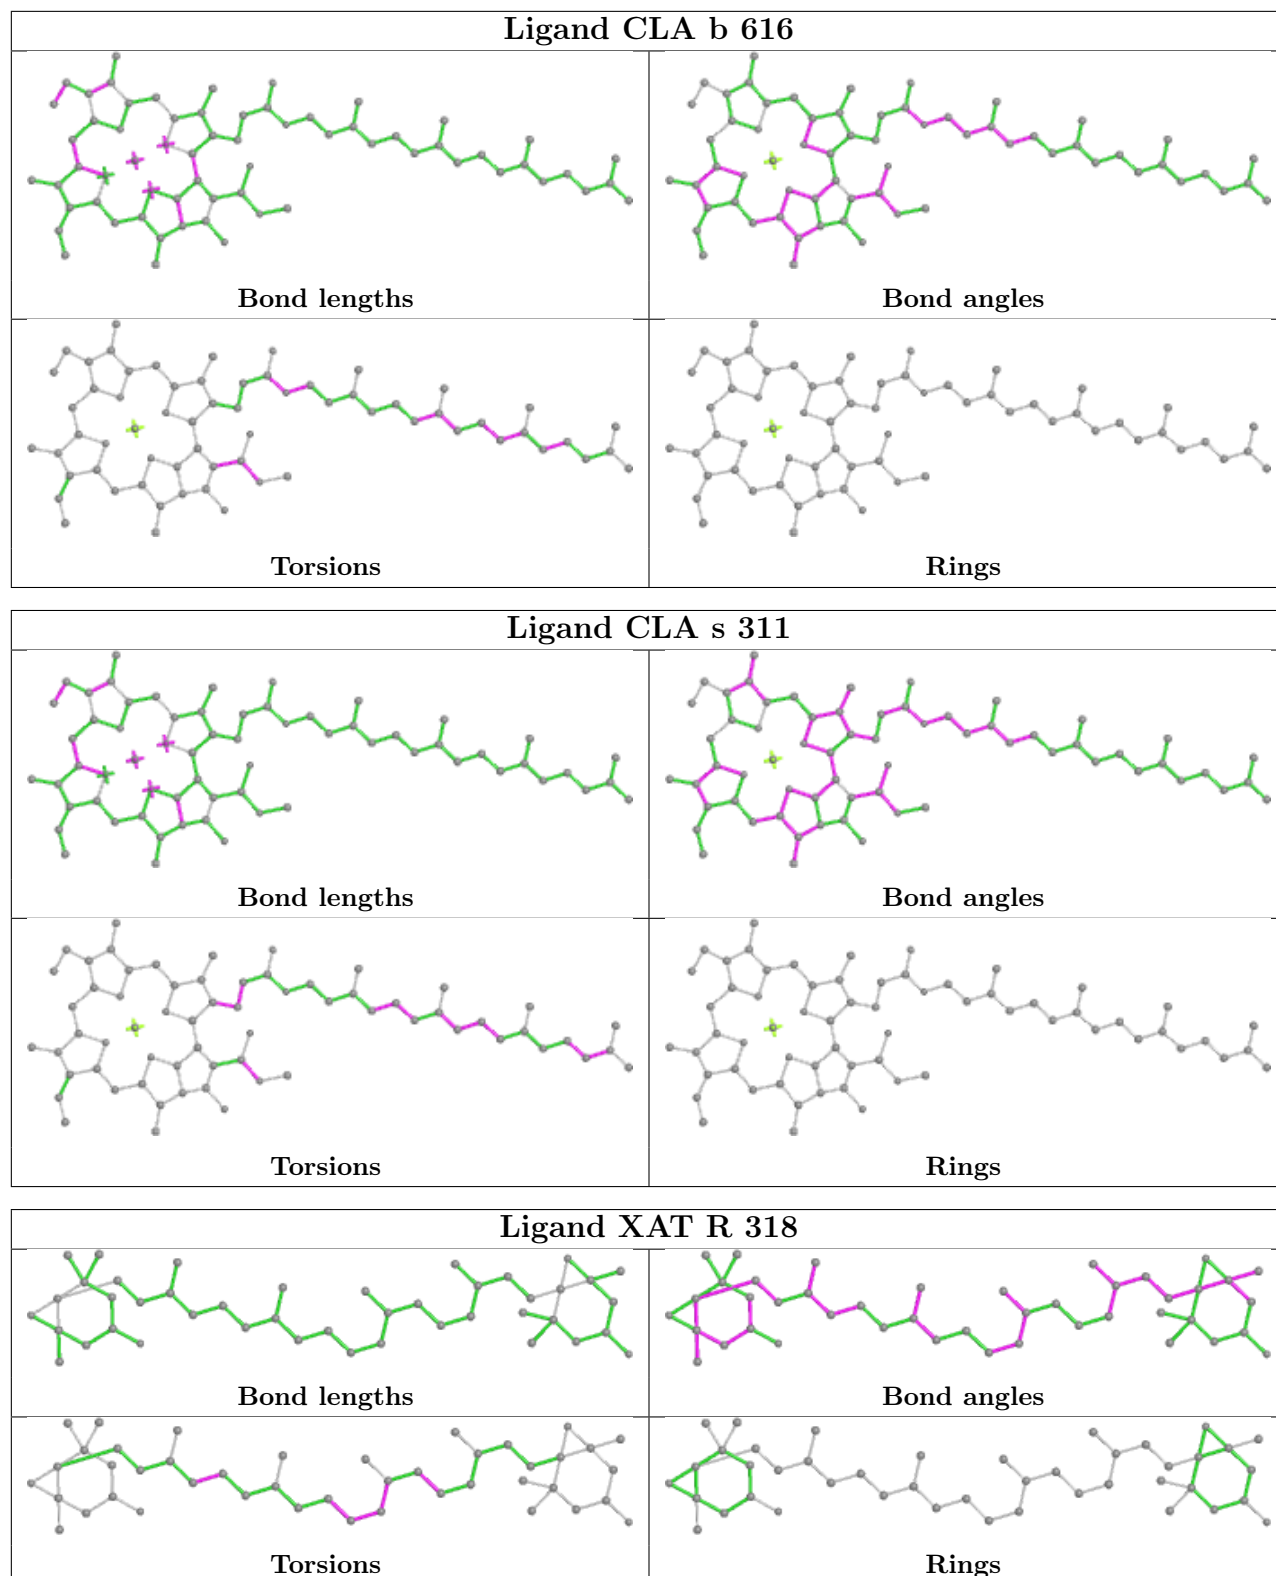 Ligand CLA b 616
Bond lengths
Bond angles
Torsions
Rings
Ligand CLA s 311
Bond lengths
Bond angles
Torsions
Rings
Ligand XAT R 318
Bond lengths
Bond angles
Torsions
Rings